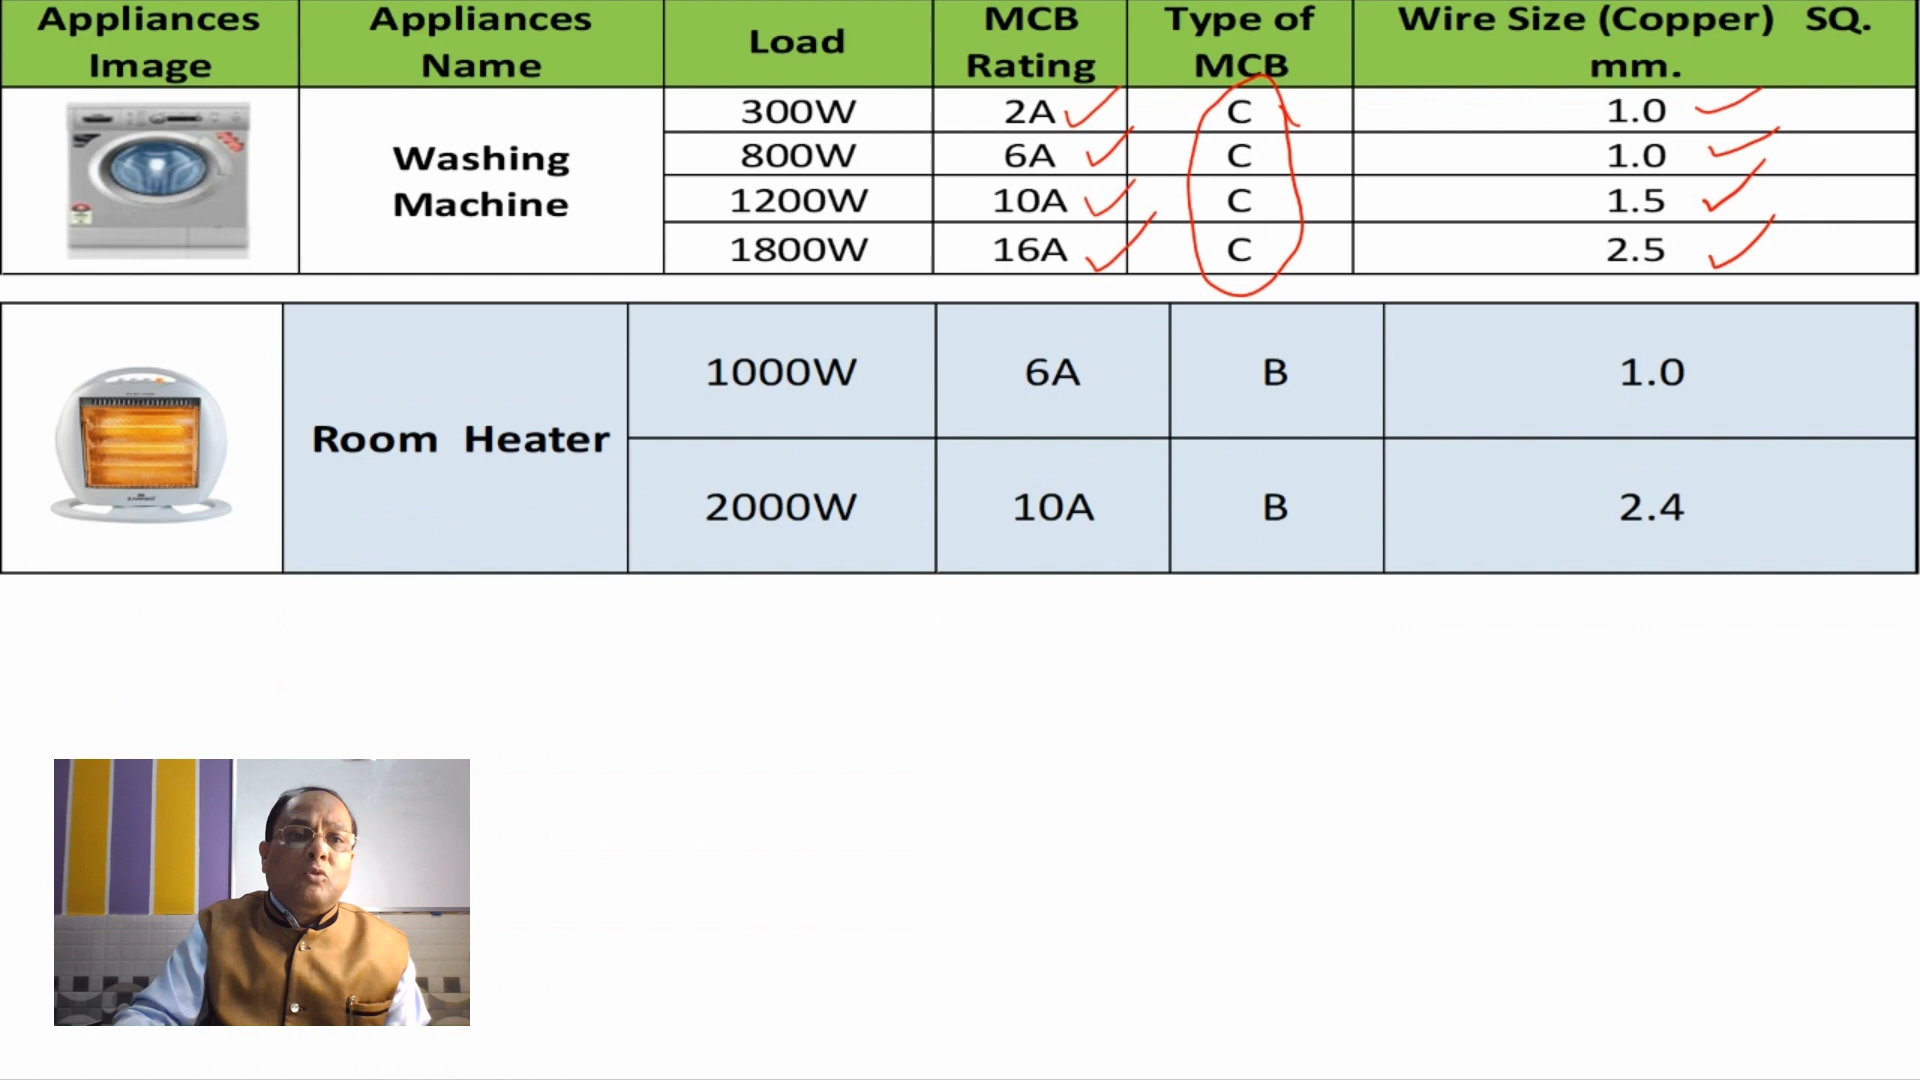 Appliances Image
Appliances Name
Load
MCB Rating
Type of MCB
Wire Size (Copper) SQ. mm.
Washing Machine
300W 2A C 1.0
800W 6A C 1.0
1200W 10A C 1.5
1800W 16A C 2.5
Room Heater
1000W 6A B 1.0
2000W 10A B 2.4